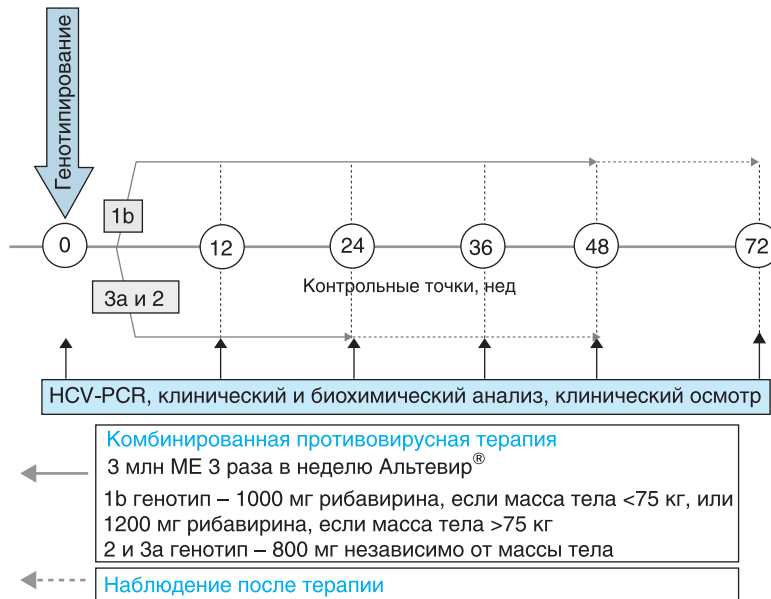 Генотипирование
1b
0
12
24
36
48
72
Контрольные точки, нед
3а и 2
HCV-PCR, клинический и биохимический анализ, клинический осмотр
Комбинированная противовирусная терапия
3 млн МЕ 3 раза в неделю Альтевир®
1b генотип – 1000 мг рибавирина, если масса тела <75 кг, или
1200 мг рибавирина, если масса тела >75 кг
2 и 3а генотип – 800 мг независимо от массы тела
Наблюдение после терапии